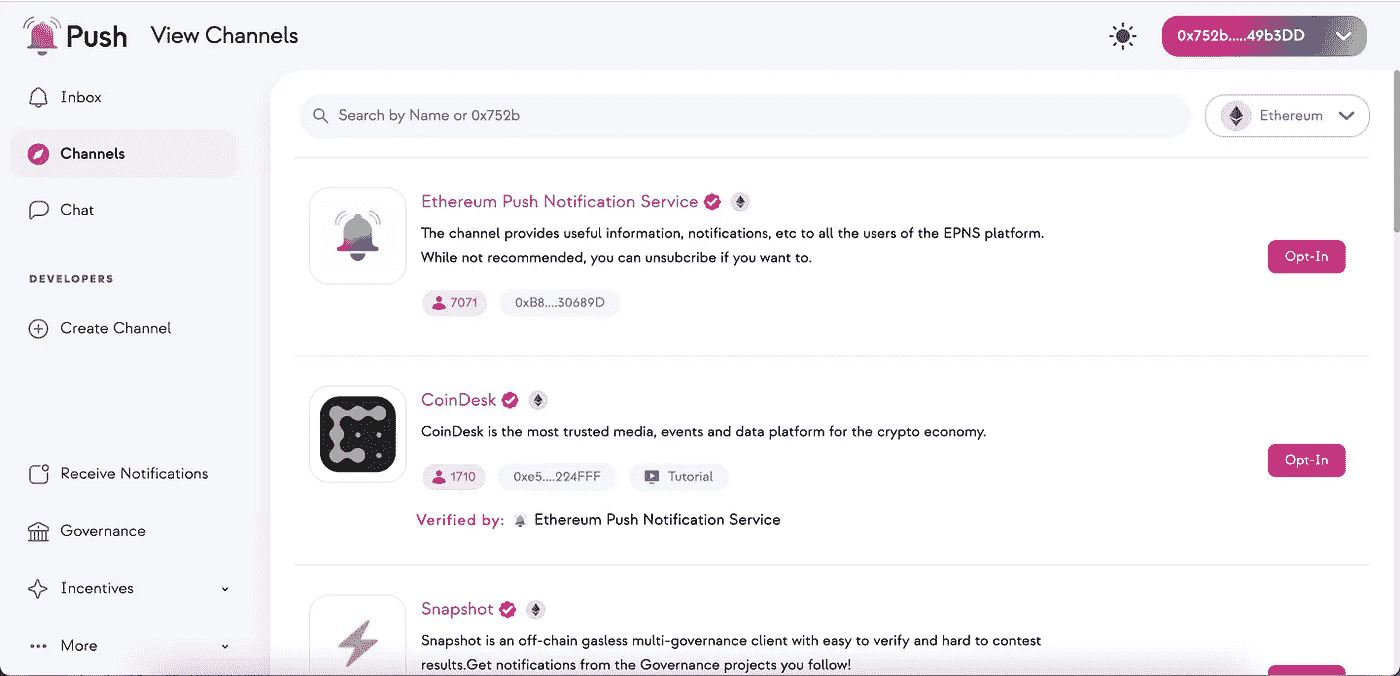 Push
View Channels
0x752b.....49b3DD
Inbox
Channels
Chat
DEVELOPERS
Create Channel
Receive Notifications
Governance
Incentives
More
Search by Name or 0x752b
Ethereum
Ethereum Push Notification Service
The channel provides useful information, notifications, etc to all the users of the EPNS platform.
While not recommended, you can unsubcribe if you want to.
7071
0xB8....30689D
Opt-In
CoinDesk
CoinDesk is the most trusted media, events and data platform for the crypto economy.
1710
0xe5....224FFF
Tutorial
Verified by: Ethereum Push Notification Service
Opt-In
Snapshot
Snapshot is an off-chain gasless multi-governance client with easy to verify and hard to contest
results.Get notifications from the Governance projects you follow!